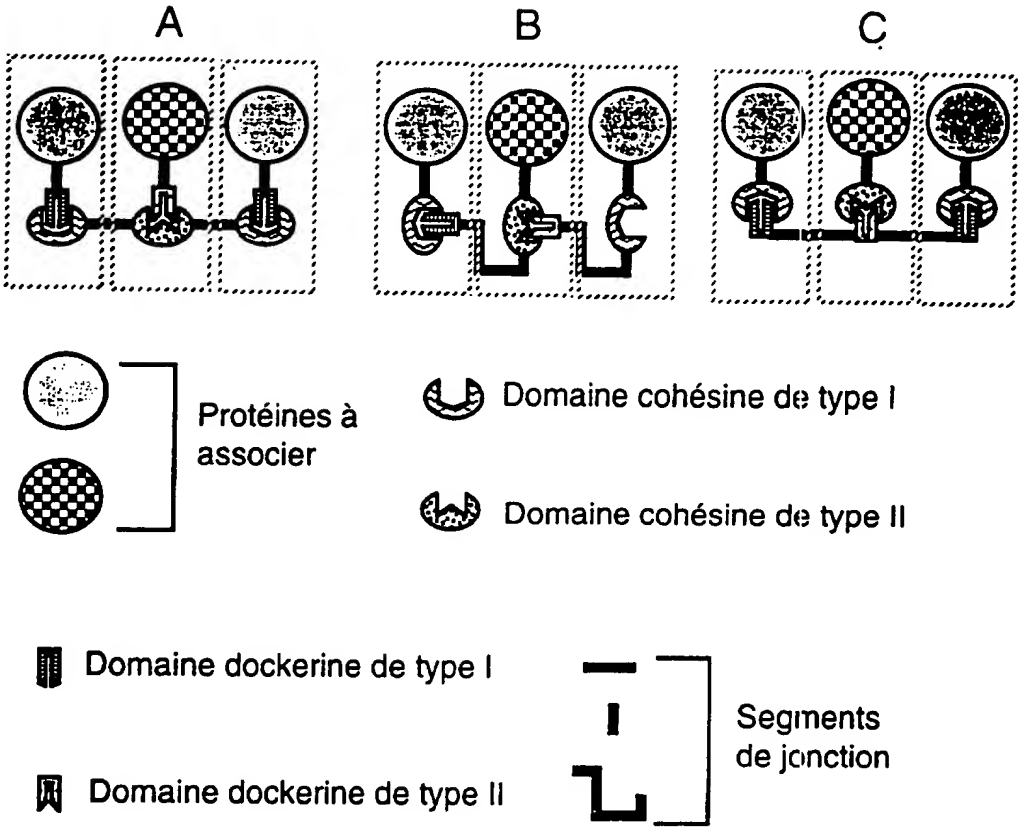 A
B
C
Protéines à
associer
Domaine cohésine de type I
Domaine cohésine de type II
Domaine dockerine de type I
Domaine dockerine de type II
Segments
de jonction